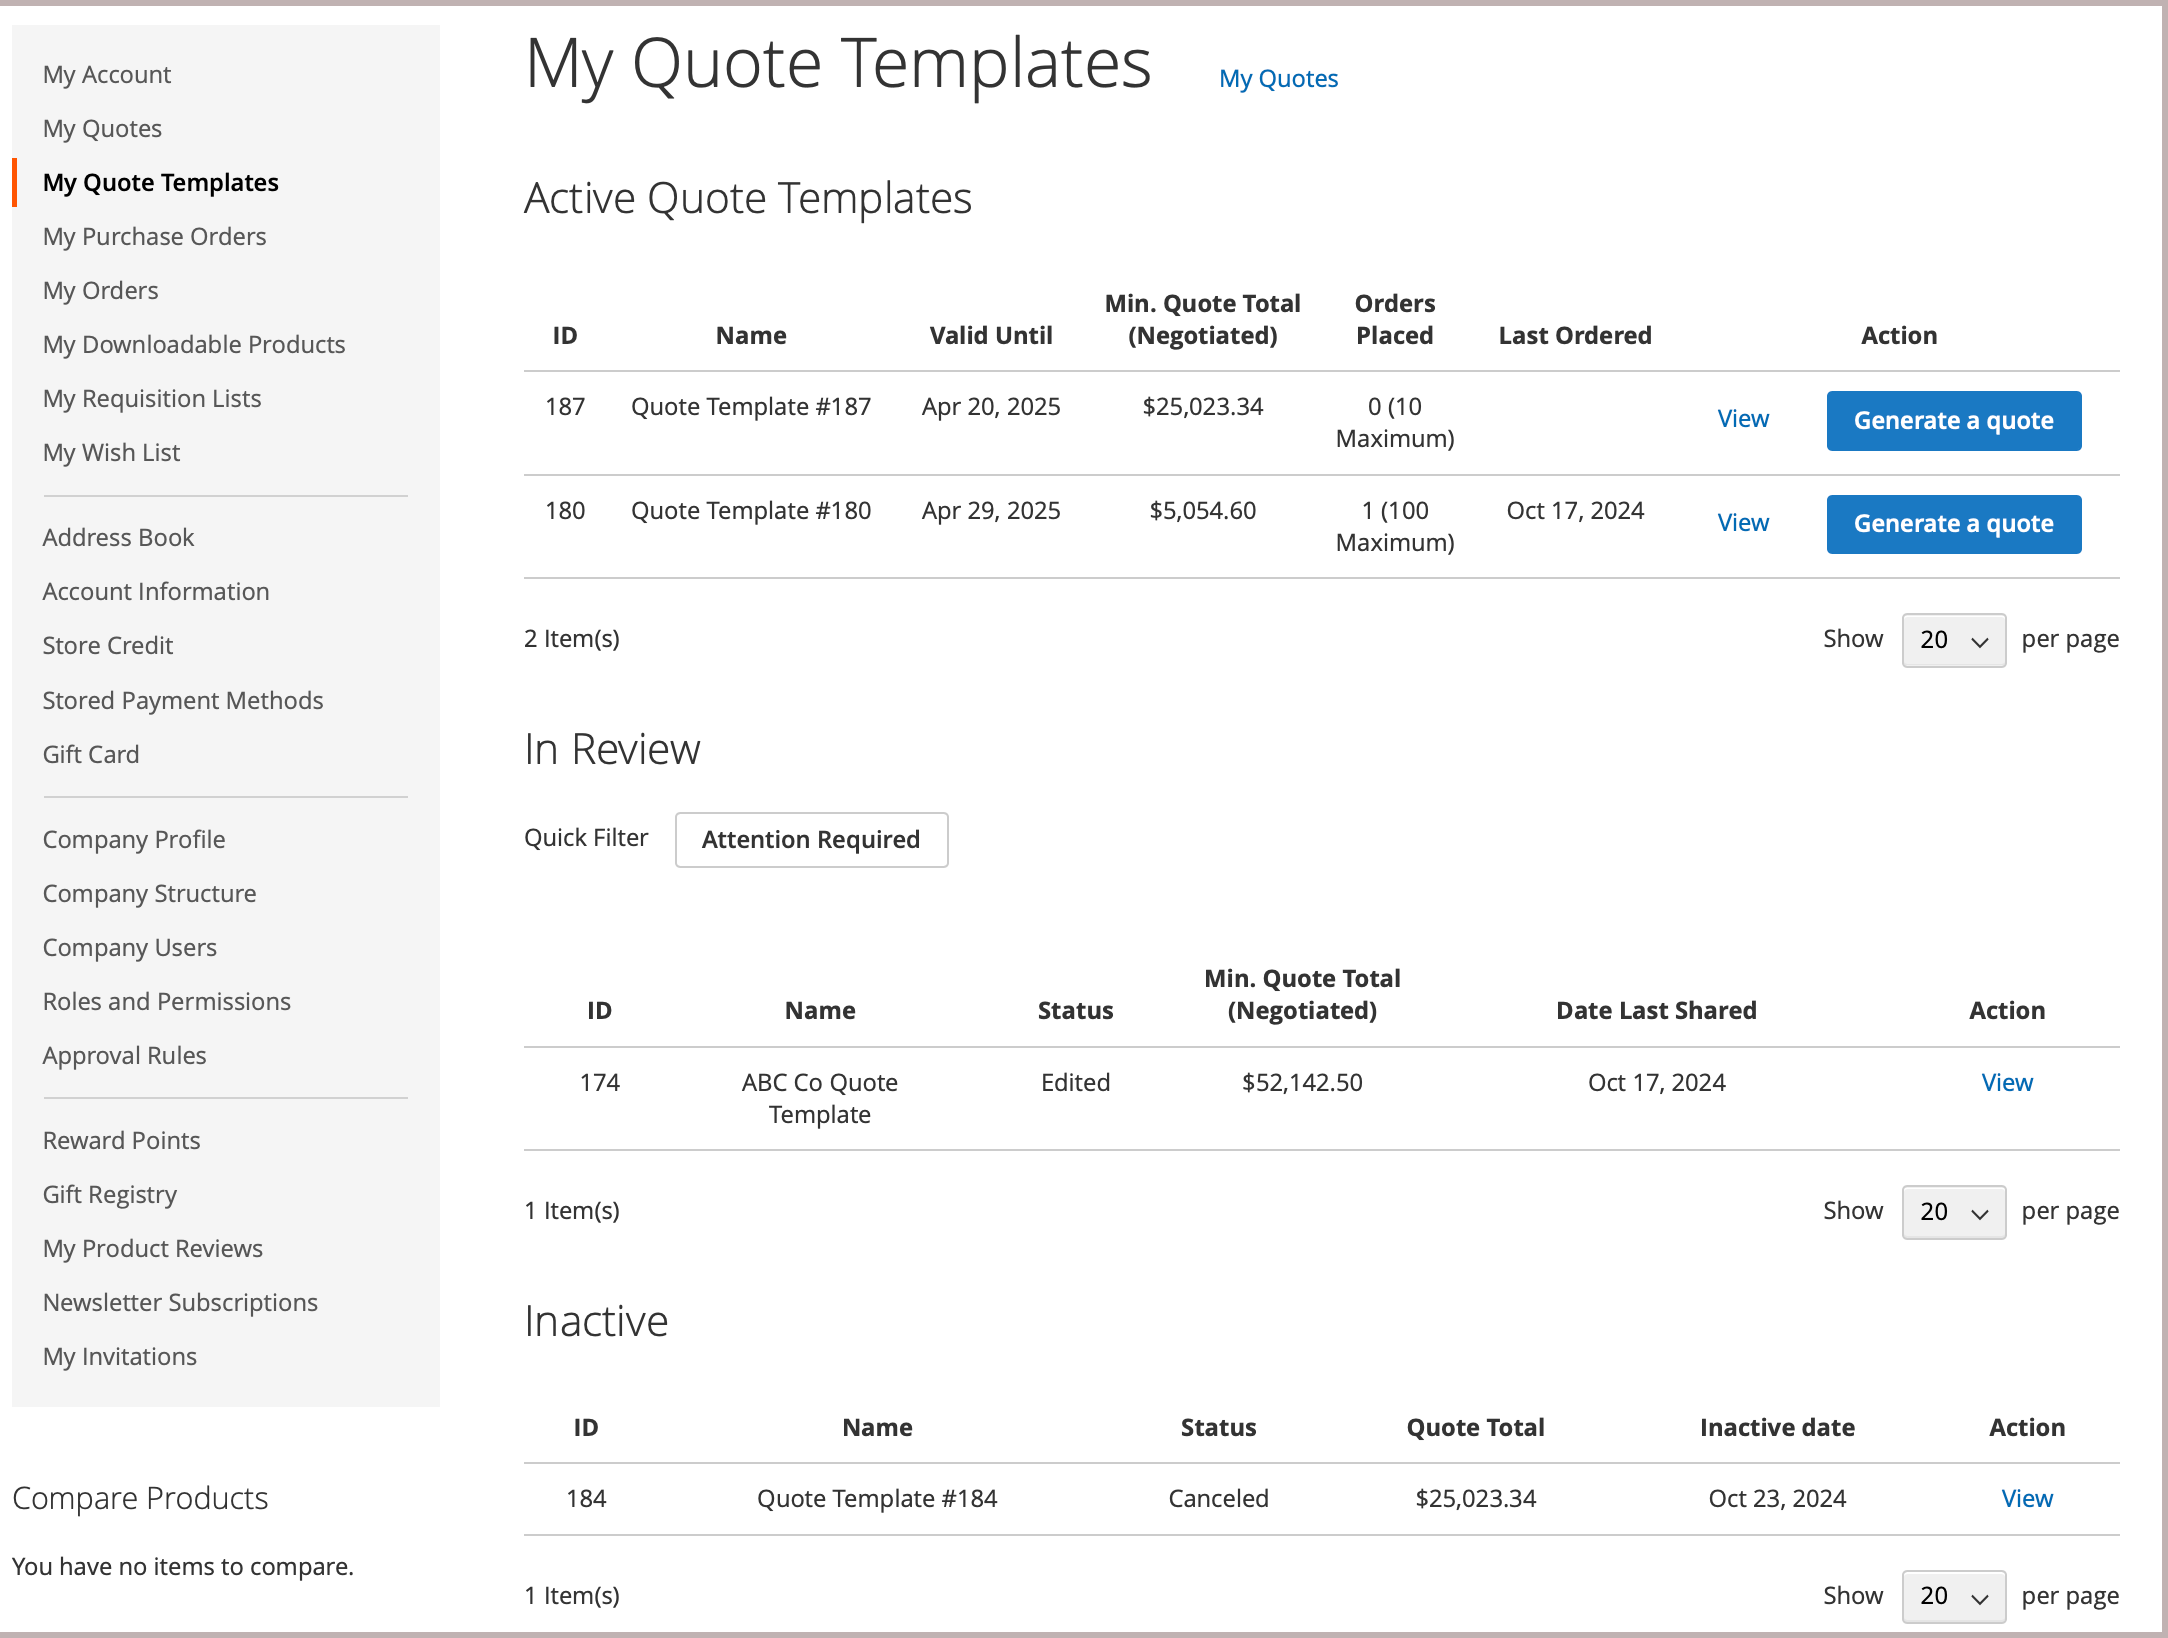 My Account
My Quotes
My Quote Templates
My Purchase Orders
My Orders
My Downloadable Products
My Requisition Lists
My Wish List
Address Book
Account Information
Store Credit
Stored Payment Methods
Gift Card
Company Profile
Company Structure
Company Users
Roles and Permissions
Approval Rules
Reward Points
Gift Registry
My Product Reviews
Newsletter Subscriptions
My Invitations
Compare Products
You have no items to compare.
My Quote Templates My Quotes
Active Quote Templates
Min. Quote Total Orders
ID Name Valid Until (Negotiated) Placed Last Ordered Action
187 Quote Template #187 Apr 20, 2025 $25,023.34 0 (10 View Generate a quote
Maximum)
180 Quote Template #180 Apr 29, 2025 $5,054.60 1 (100 Oct 17, 2024 View Generate a quote
Maximum)
2 Item(s) Show 20 per page
In Review
Quick Filter Attention Required
Min. Quote Total
ID Name Status (Negotiated) Date Last Shared Action
174 ABC Co Quote Edited $52,142.50 Oct 17, 2024 View
Template
1 Item(s) Show 20 per page
Inactive
ID Name Status Quote Total Inactive date Action
184 Quote Template #184 Canceled $25,023.34 Oct 23, 2024 View
1 Item(s) Show 20 per page